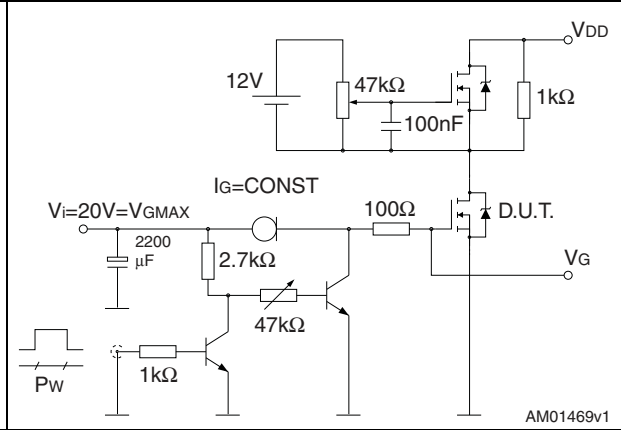 VDD
12V
47kΩ
1kΩ
100nF
IG=CONST
Vi=20V=VGMAX
100Ω
D.U.T.
2200
μF
2.7kΩ
VG
47kΩ
1kΩ
PW
AM01469v1